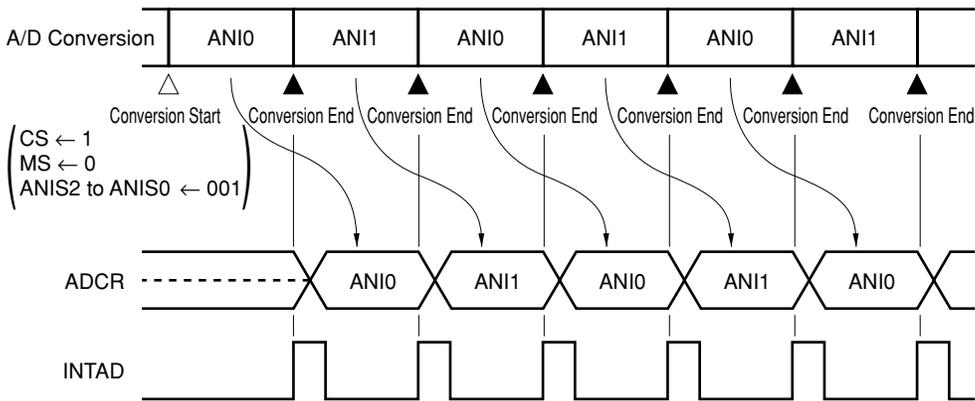 A/D Conversion ANI0 ANI1 ANI0 ANI1 ANI0 ANI1
Conversion Start Conversion End Conversion End Conversion End Conversion End Conversion End Conversion End
CS ← 1
MS ← 0
ANIS2 to ANIS0 ← 001
ADCR ANI0 ANI1 ANI0 ANI1 ANI0
INTAD